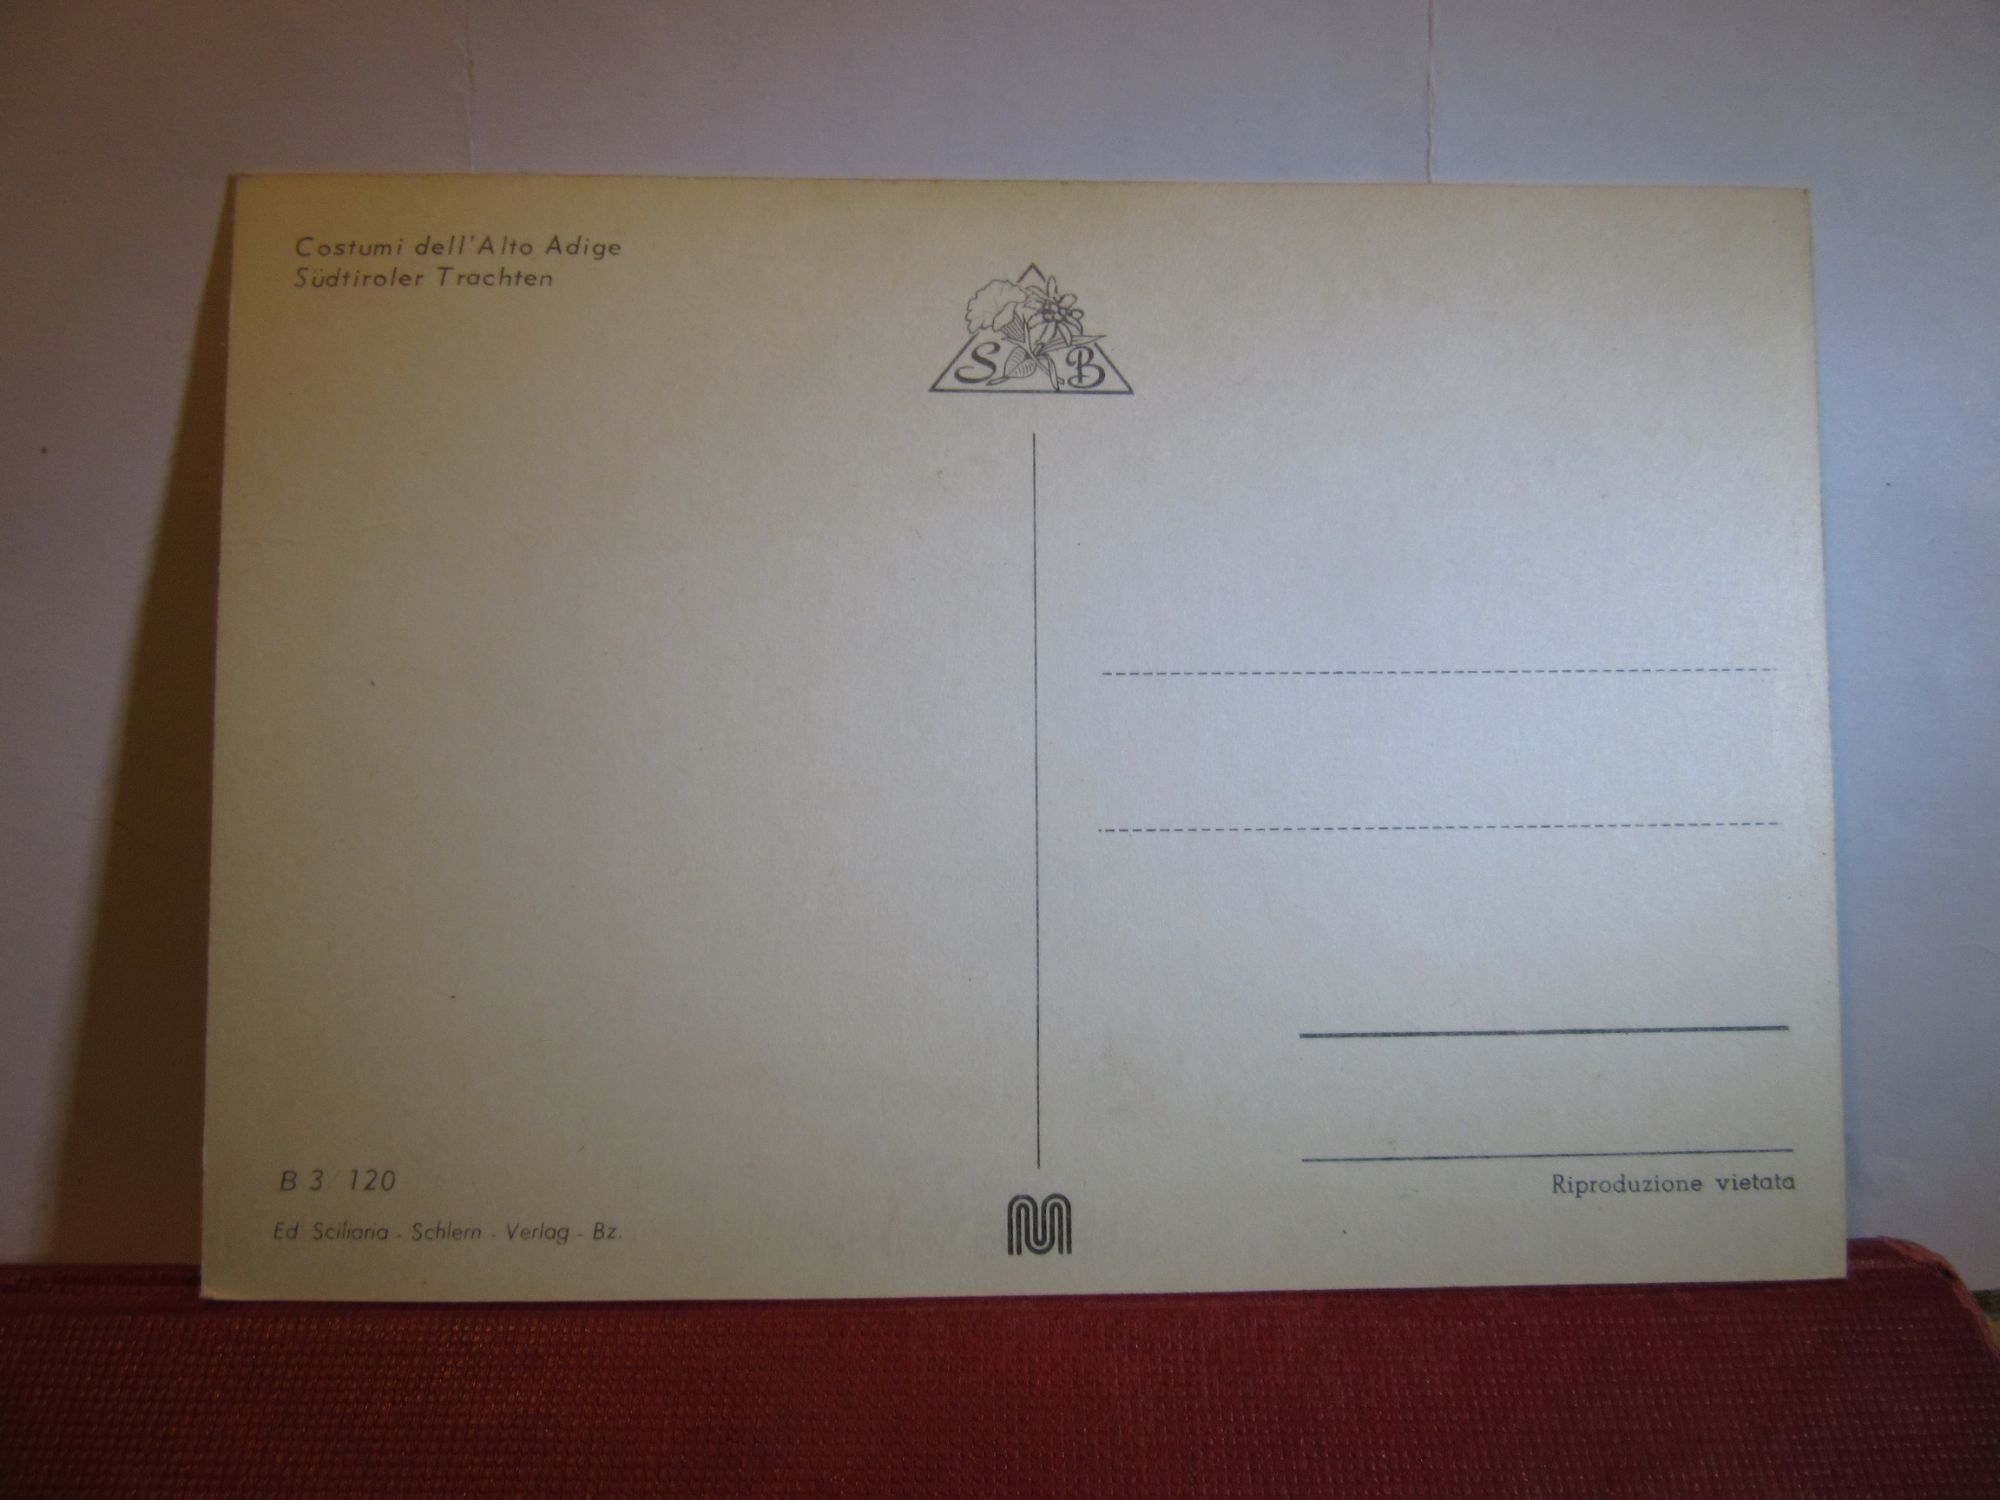 Costumi dell'Alto Adige
Südtiroler Trachten
S B
B 3 120
Ed. Sciliaria - Schlern - Verlag - Bz.
Riproduzione vietata